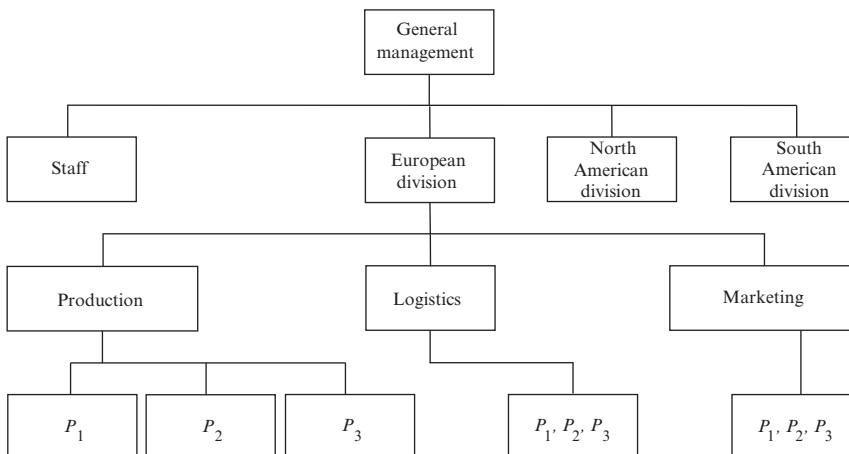 General
management
Staff
European
division
North
American
division
South
American
division
Production
Logistics
Marketing
P1
P2
P3
P1, P2, P3
P1, P2, P3